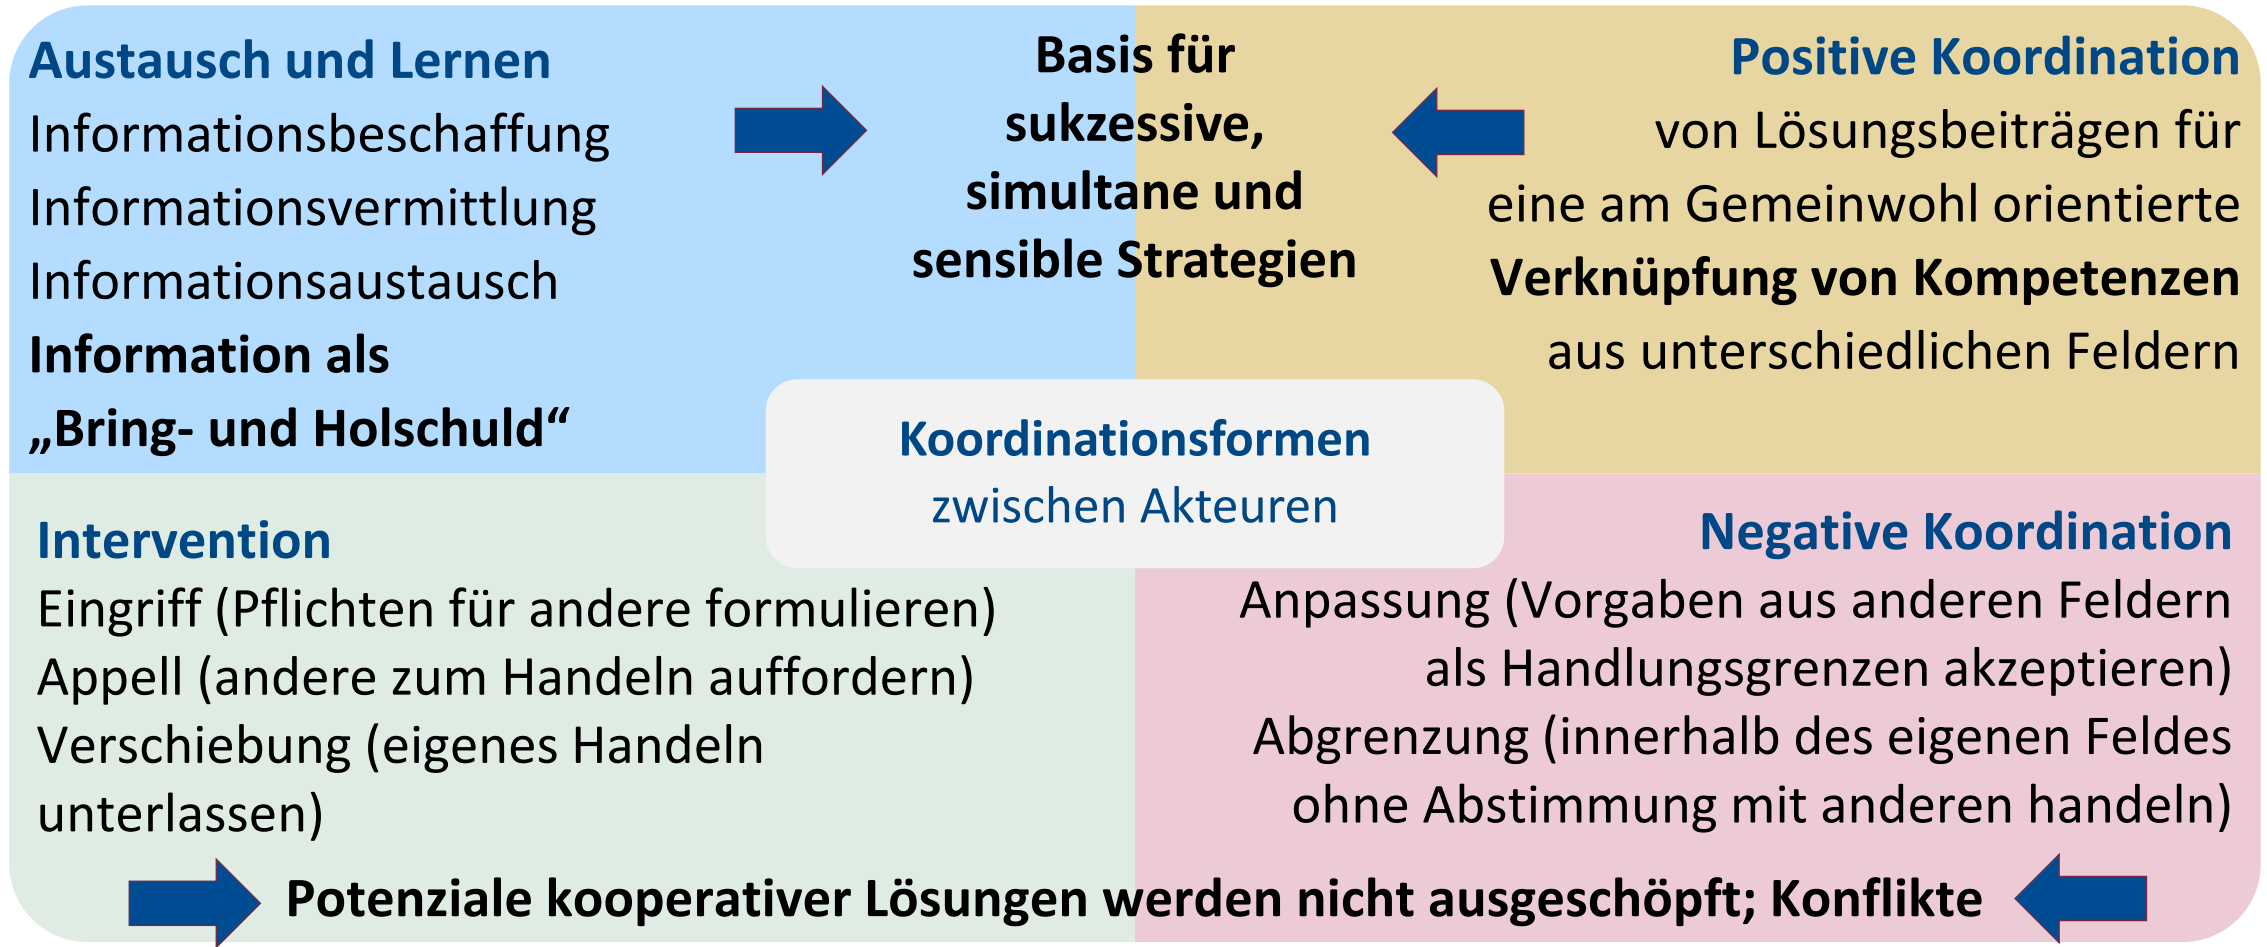 Austausch und Lernen
Informationsbeschaffung
Informationsvermittlung
Informationsaustausch
Information als
„Bring- und Holschuld“
Basis für
sukzessive,
simultane und
sensible Strategien
Positive Koordination
von Lösungsbeiträgen für
eine am Gemeinwohl orientierte
Verknüpfung von Kompetenzen
aus unterschiedlichen Feldern
Koordinationsformen
zwischen Akteuren
Intervention
Eingriff (Pflichten für andere formulieren)
Appell (andere zum Handeln auffordern)
Verschiebung (eigenes Handeln
unterlassen)
Negative Koordination
Anpassung (Vorgaben aus anderen Feldern
als Handlungsgrenzen akzeptieren)
Abgrenzung (innerhalb des eigenen Feldes
ohne Abstimmung mit anderen handeln)
Potenziale kooperativer Lösungen werden nicht ausgeschöpft; Konflikte